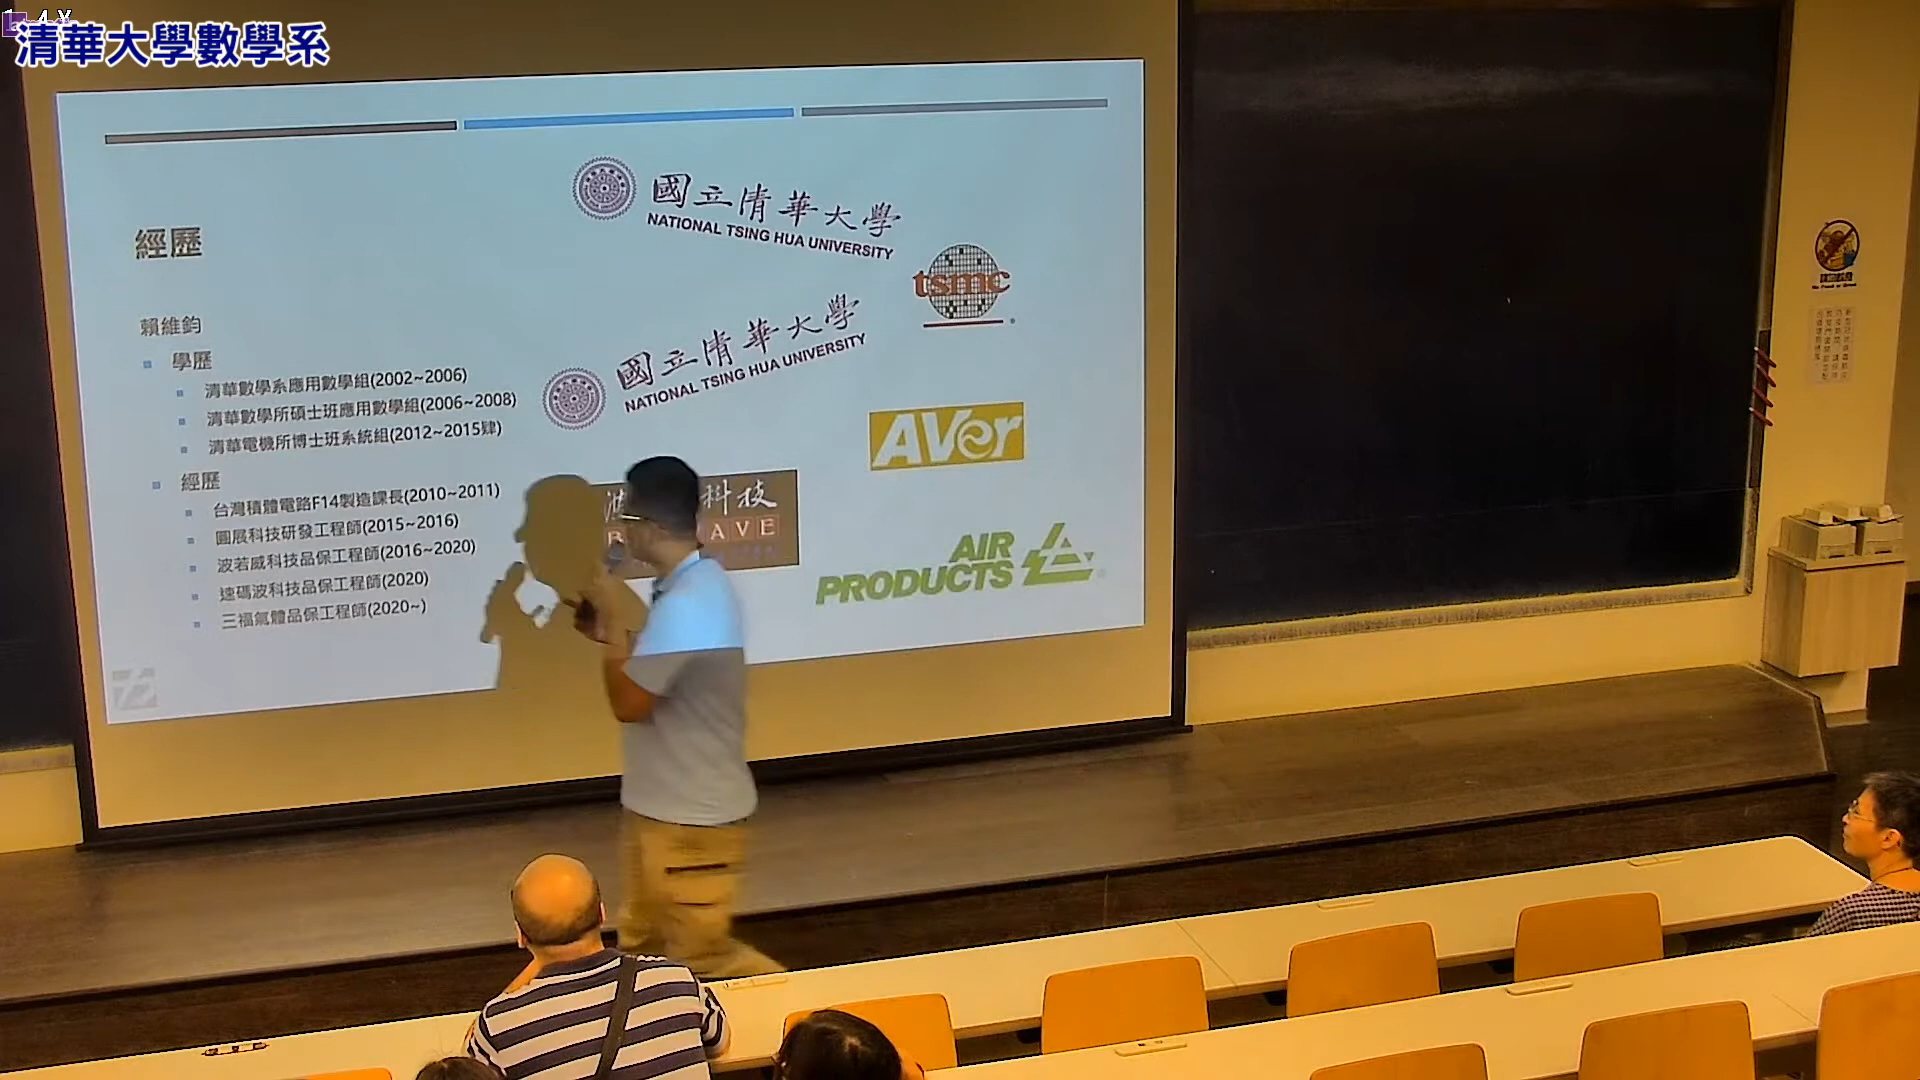 清華大學數學系
國立清華大學
NATIONAL TSING HUA UNIVERSITY
經歷
tsmc
賴維鈞
國立清華大學
NATIONAL TSING HUA UNIVERSITY
學歷
清華數學系應用數學組(2002~2006)
清華數學所碩士班應用數學組(2006~2008)
清華電機所博士班系統組(2012~2015肄)
AVer
經歷
台灣積體電路F14製造課長(2010~2011)
圓展科技研發工程師(2015~2016)
波若威科技品保工程師(2016~2020)
速碼波科技品保工程師(2020)
三福氣體品保工程師(2020~)
科技
AVE
AIR
PRODUCTS